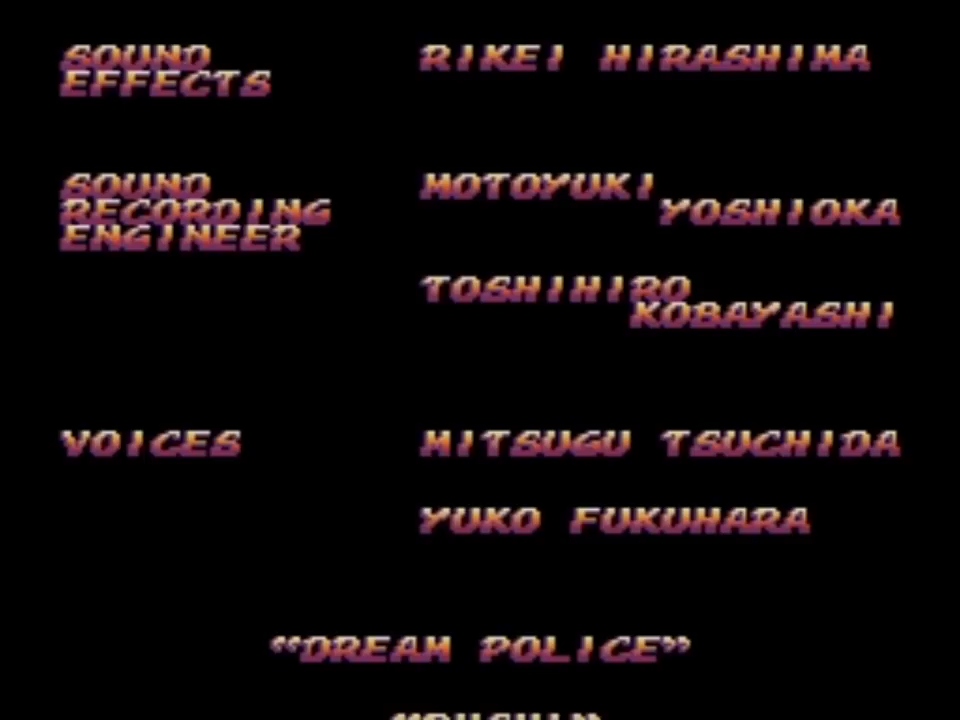 SOUND
EFFECTS
RIKEI HIRASHIMA
SOUND
RECORDING
ENGINEER
MOTOYUKI
YOSHIOKA
TOSHIHIRO
KOBAYASHI
VOICES
MITSUGU TSUCHIDA
YUKO FUKUHARA
"DREAM POLICE"